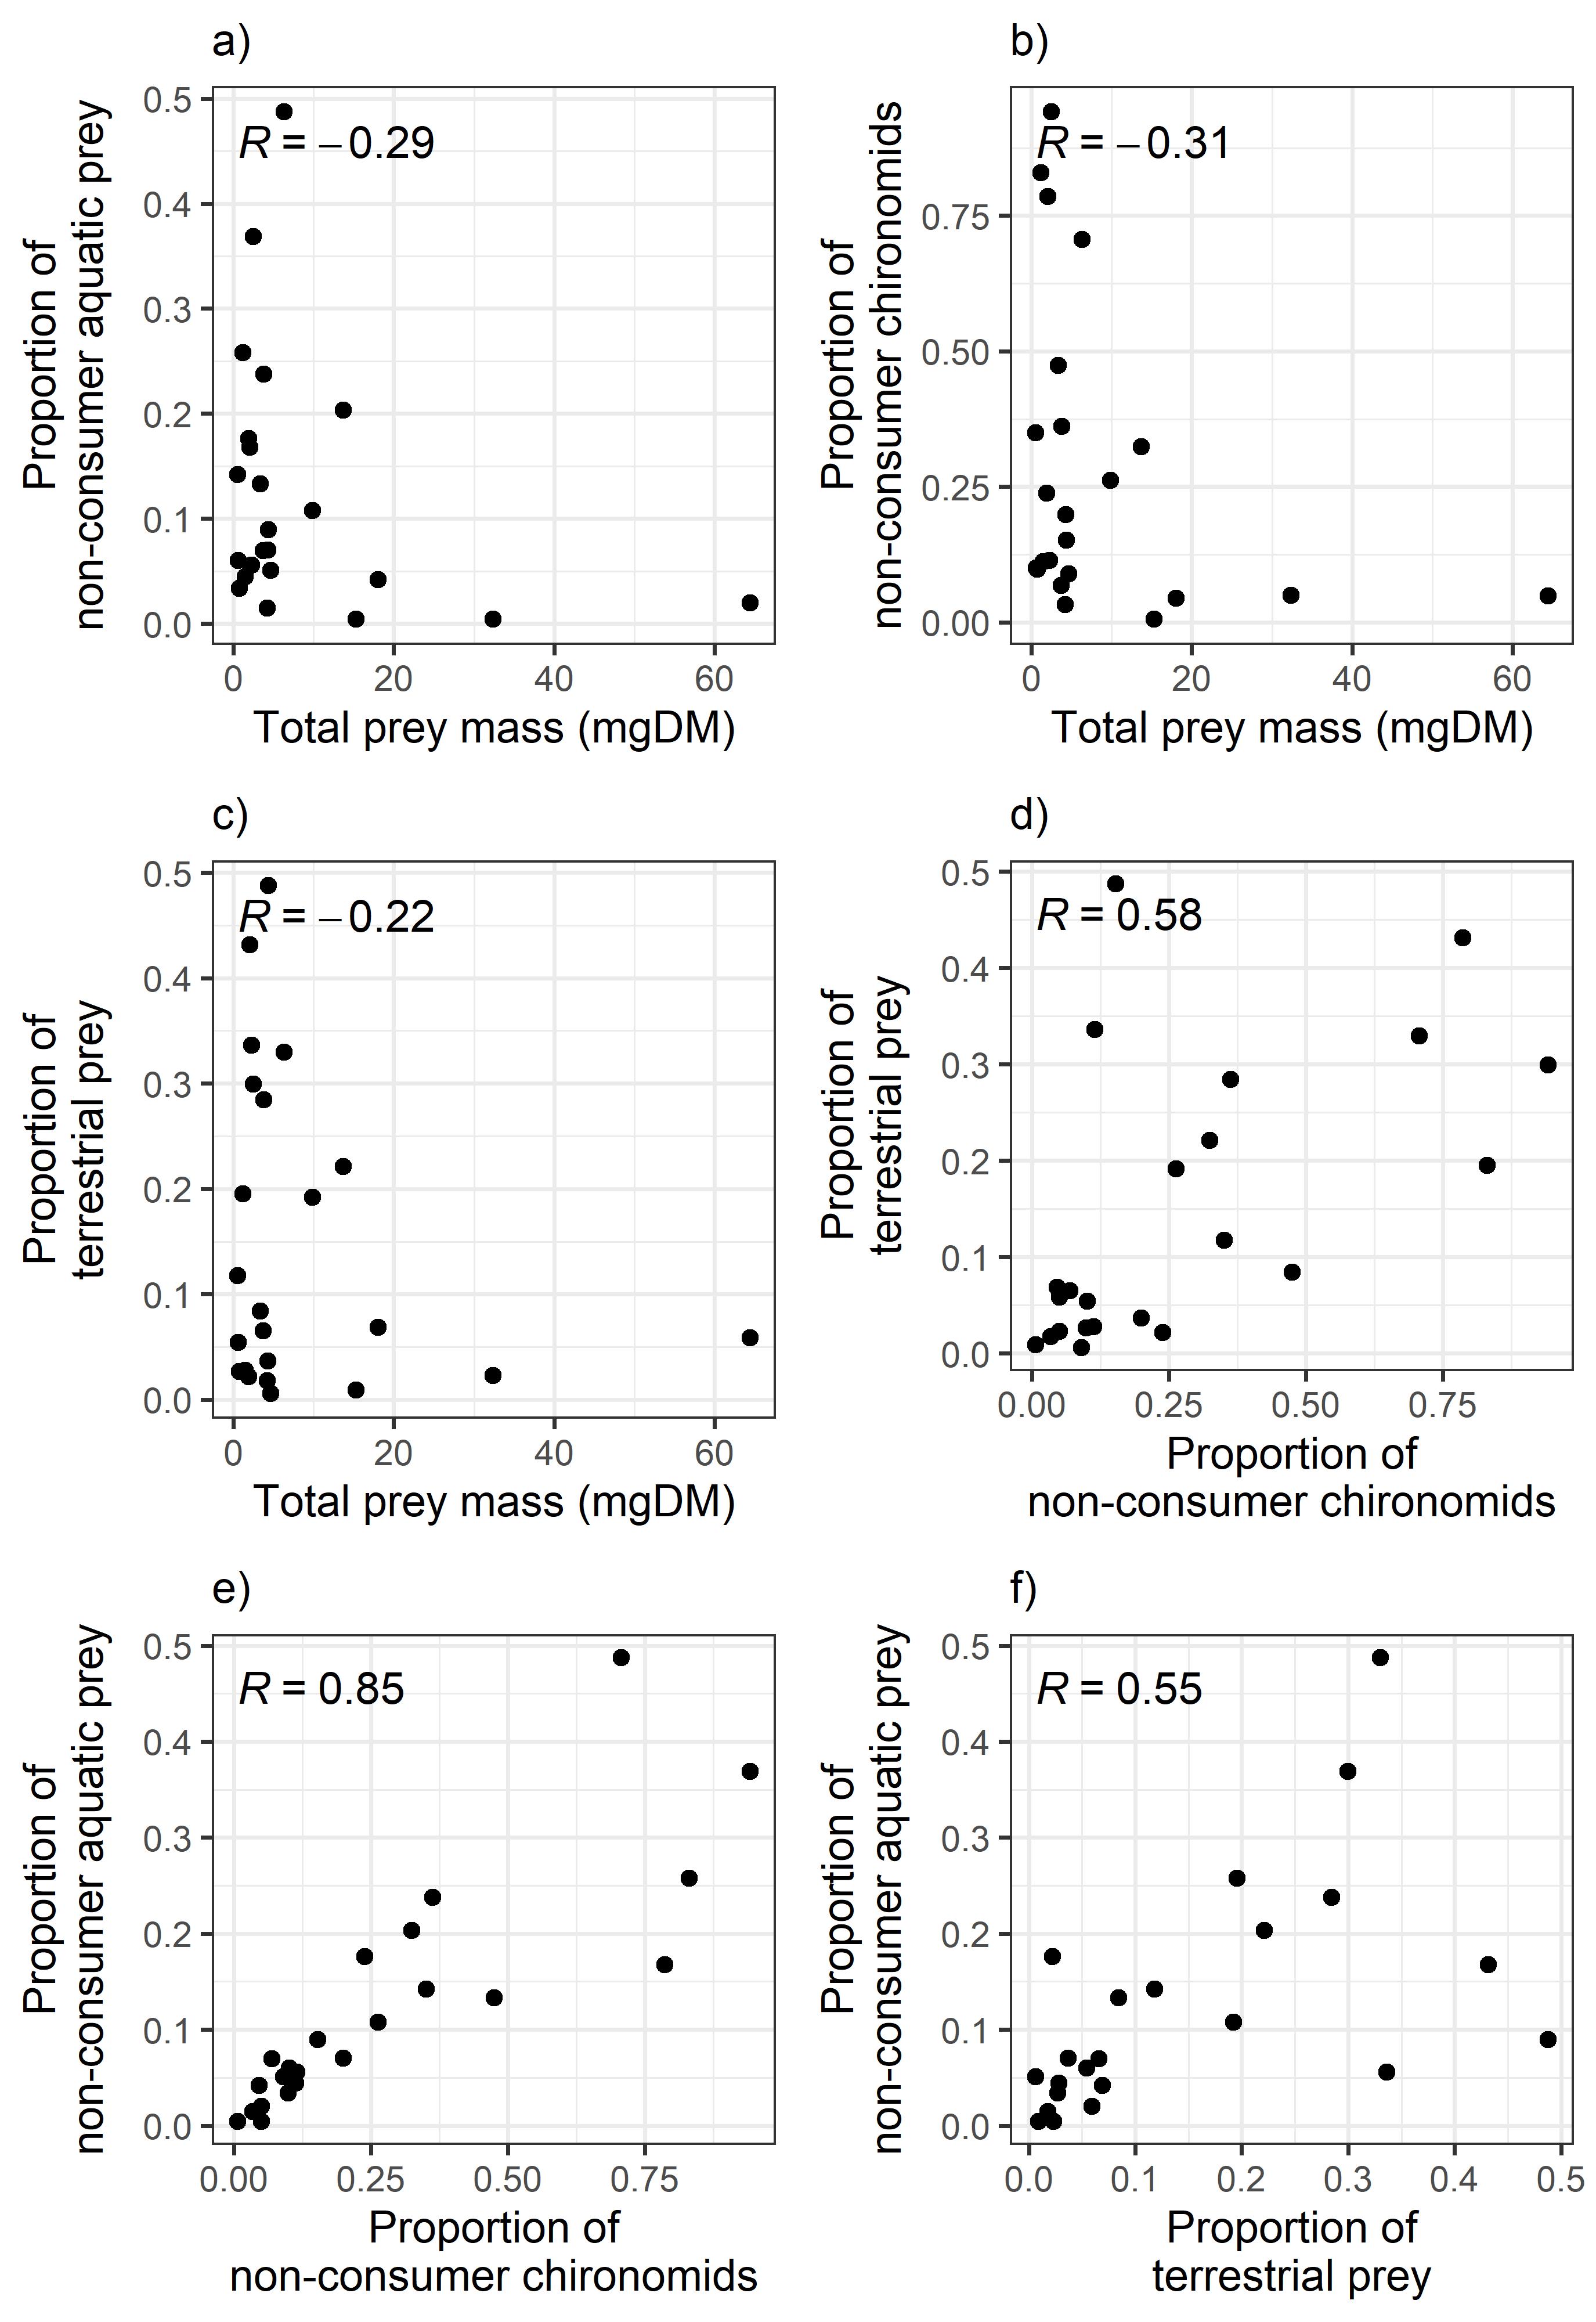 a)
Proportion of
non-consumer aquatic prey
0.5
0.4
0.3
0.2
0.1
0.0
R = −0.29
0 20 40 60
Total prey mass (mgDM)
b)
Proportion of
non-consumer chironomids
0.75
0.50
0.25
0.00
R = −0.31
0 20 40 60
Total prey mass (mgDM)
c)
Proportion of
terrestrial prey
0.5
0.4
0.3
0.2
0.1
0.0
R = −0.22
0 20 40 60
Total prey mass (mgDM)
d)
Proportion of
terrestrial prey
0.5
0.4
0.3
0.2
0.1
0.0
R = 0.58
0.00 0.25 0.50 0.75
Proportion of
non-consumer chironomids
e)
Proportion of
non-consumer aquatic prey
0.5
0.4
0.3
0.2
0.1
0.0
R = 0.85
0.00 0.25 0.50 0.75
Proportion of
non-consumer chironomids
f)
Proportion of
non-consumer aquatic prey
0.5
0.4
0.3
0.2
0.1
0.0
R = 0.55
0.0 0.1 0.2 0.3 0.4 0.5
Proportion of
terrestrial prey